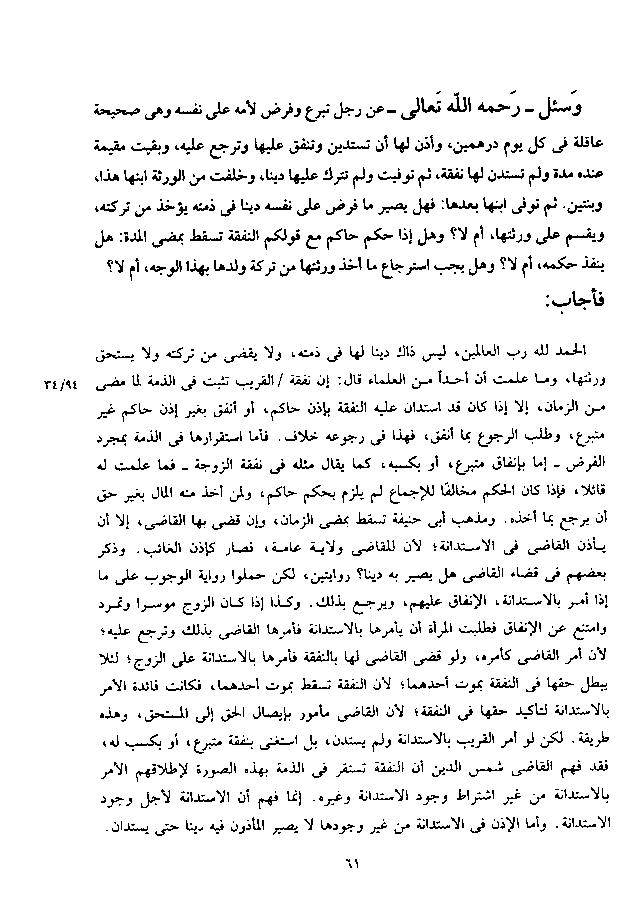 وَسئل ـ رَحمه اللّه تَعالى ـ عن رجل تبرع وفرض لأمه على نفسه وهى صحيحة
عاقلة فى كل يوم درهمين، وأذن لها أن تستدين وتنفق عليها وترجع عليه، وبقيت مقيمة
عنده مدة ولم تستدن لها نفقة، ثم توفيت ولم تترك عليها دينا، وخلفت من الورثة ابنها هذا،
وبنتين. ثم توفى ابنها بعدها: فهل يصير ما فرض على نفسه دينا فى ذمته يؤخذ من تركته،
ويقسم على ورثتها، أم لا؟ وهل إذا حكم حاكم مع قولكم النفقة تسقط بمضى المدة: هل
ينفذ حكمه، أم لا؟ وهل يجب استرجاع ما أخذ ورثتها من تركة ولدها بهذا الوجه، أم لا؟
فأجاب:
الحمد لله رب العالمين، ليس ذاك دينا لها فى ذمته، ولا يقضى من تركته ولا يستحق
ورثتها، وما علمت أن أحداً من العلماء قال: إن نفقة / القريب تثبت فى الذمة لما مضى
٣٤/٩٤
من الزمان، إلا إذا كان قد استدان عليه النفقة بإذن حاكم، أو أنفق بغير إذن حاكم غير
متبرع، وطلب الرجوع بما أنفق، فهذا فى رجوعه خلاف. فأما استقرارها فى الذمة بمجرد
الفرض ـ إما بإنفاق متبرع، أو بكسبه، كما يقال مثله فى نفقة الزوجة ـ فما علمت له
قائلا، فإذا كان الحكم مخالفًا للإجماع لم يلزم بحكم حاكم، ولمن أخذ منه المال بغير حق
أن يرجع بما أخذه. ومذهب أبى حنيفة تسقط بمضى الزمان، وإن قضى بها القاضى، إلا أن
يأذن القاضى فى الاستدانة؛ لأن للقاضى ولاية عامة، فصار كإذن الغائب. وذكر
بعضهم فى قضاء القاضى هل يصير به دينا؟ روايتين، لكن حملوا رواية الوجوب على ما
إذا أمر بالاستدانة، الإنفاق عليهم، ويرجع بذلك. وكذا إذا كان الزوج موسرا وتمرد
وامتنع عن الإنفاق فطلبت المرأة أن يأمرها بالاستدانة فأمرها القاضى بذلك وترجع عليه؛
لأن أمر القاضى كأمره، ولو قضى القاضى لها بالنفقة فأمرها بالاستدانة على الزوج؛ لئلا
يبطل حقها فى النفقة بموت أحدهما؛ لأن النفقة تسقط بموت أحدهما، فكانت فائدة الأمر
بالاستدانة لتأكيد حقها فى النفقة؛ لأن القاضى مأمور بإيصال الحق إلى المستحق، وهذه
طريقة. لكن لو أمر القريب بالاستدانة ولم يستدن، بل استغنى بنفقة متبرع، أو بكسب له،
فقد فهم القاضى شمس الدين أن النفقة تستقر فى الذمة بهذه الصورة لإطلاقهم الأمر
بالاستدانة من غير اشتراط وجود الاستدانة وغيره. إنما فهم أن الاستدانة لأجل وجود
الاستدانة. وأما الإذن فى الاستدانة من غير وجودها لا يصير المأذون فيه دينا حتى يستدان.
٦١